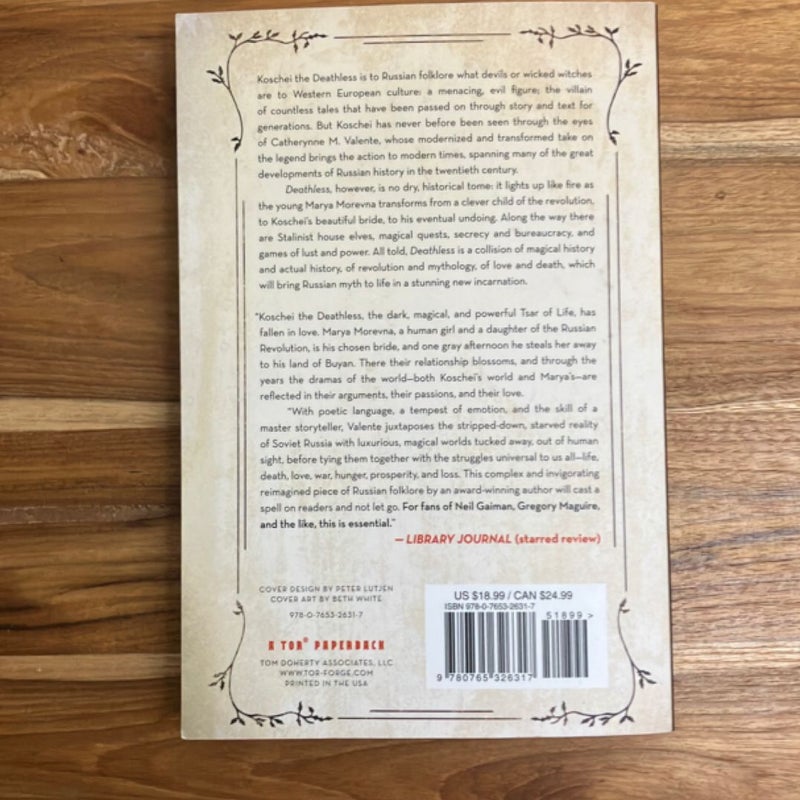 Koschei the Deathless is to Russian folklore what devils or wicked witches
are to Western European culture: a menacing, evil figure; the villain
of countless tales that have been passed on through story and text for
generations. But Koschei has never before been seen through the eyes
of Catherynne M. Valente, whose modernized and transformed take on
the legend brings the action to modern times, spanning many of the great
developments of Russian history in the twentieth century.
Deathless, however, is no dry, historical tome: it lights up like fire as
the young Marya Morevna transforms from a clever child of the revolution,
to Koschei's beautiful bride, to his eventual undoing. Along the way there
are Stalinist house elves, magical quests, secrecy and bureaucracy, and
games of lust and power. All told, Deathless is a collision of magical history
and actual history, of revolution and mythology, of love and death, which
will bring Russian myth to life in a stunning new incarnation.
"Koschei the Deathless, the dark, magical, and powerful Tsar of Life, has
fallen in love. Marya Morevna, a human girl and a daughter of the Russian
Revolution, is his chosen bride, and one gray afternoon he steals her away
to his land of Buyan. There their relationship blossoms, and through the
years the dramas of the world—both Koschei's world and Marya's—are
reflected in their arguments, their passions, and their love.
"With poetic language, a tempest of emotion, and the skill of a
master storyteller, Valente juxtaposes the stripped-down, starved reality
of Soviet Russia with luxurious, magical worlds tucked away, out of human
sight, before tying them together with the struggles universal to us all—life,
death, love, war, hunger, prosperity, and loss. This complex and invigorating
reimagined piece of Russian folklore by an award-winning author will cast a
spell on readers and not let go. For fans of Neil Gaiman, Gregory Maguire,
and the like, this is essential."
— LIBRARY JOURNAL (starred review)
COVER DESIGN BY PETER LUTJEN
COVER ART BY BETH WHITE
978-0-7653-2631-7
A TOR® PAPERBACK
TOM DOHERTY ASSOCIATES, LLC
WWW.TOR-FORGE.COM
PRINTED IN THE USA
US $18.99 / CAN $24.99
ISBN 978-0-7653-2631-7
51899>
9 780765 326317